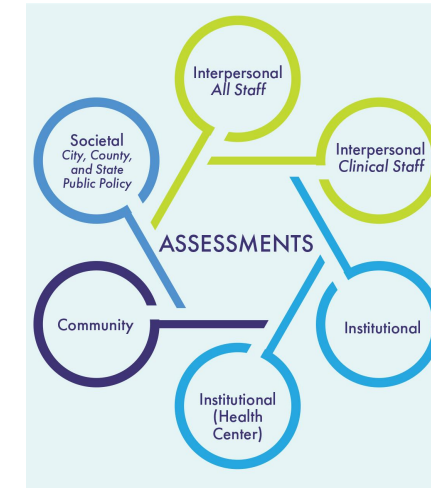 Interpersonal
All Staff
Societal
City, County,
and State
Public Policy
Interpersonal
Clinical Staff
ASSESSMENTS
Community
Institutional
Institutional
(Health
Center)